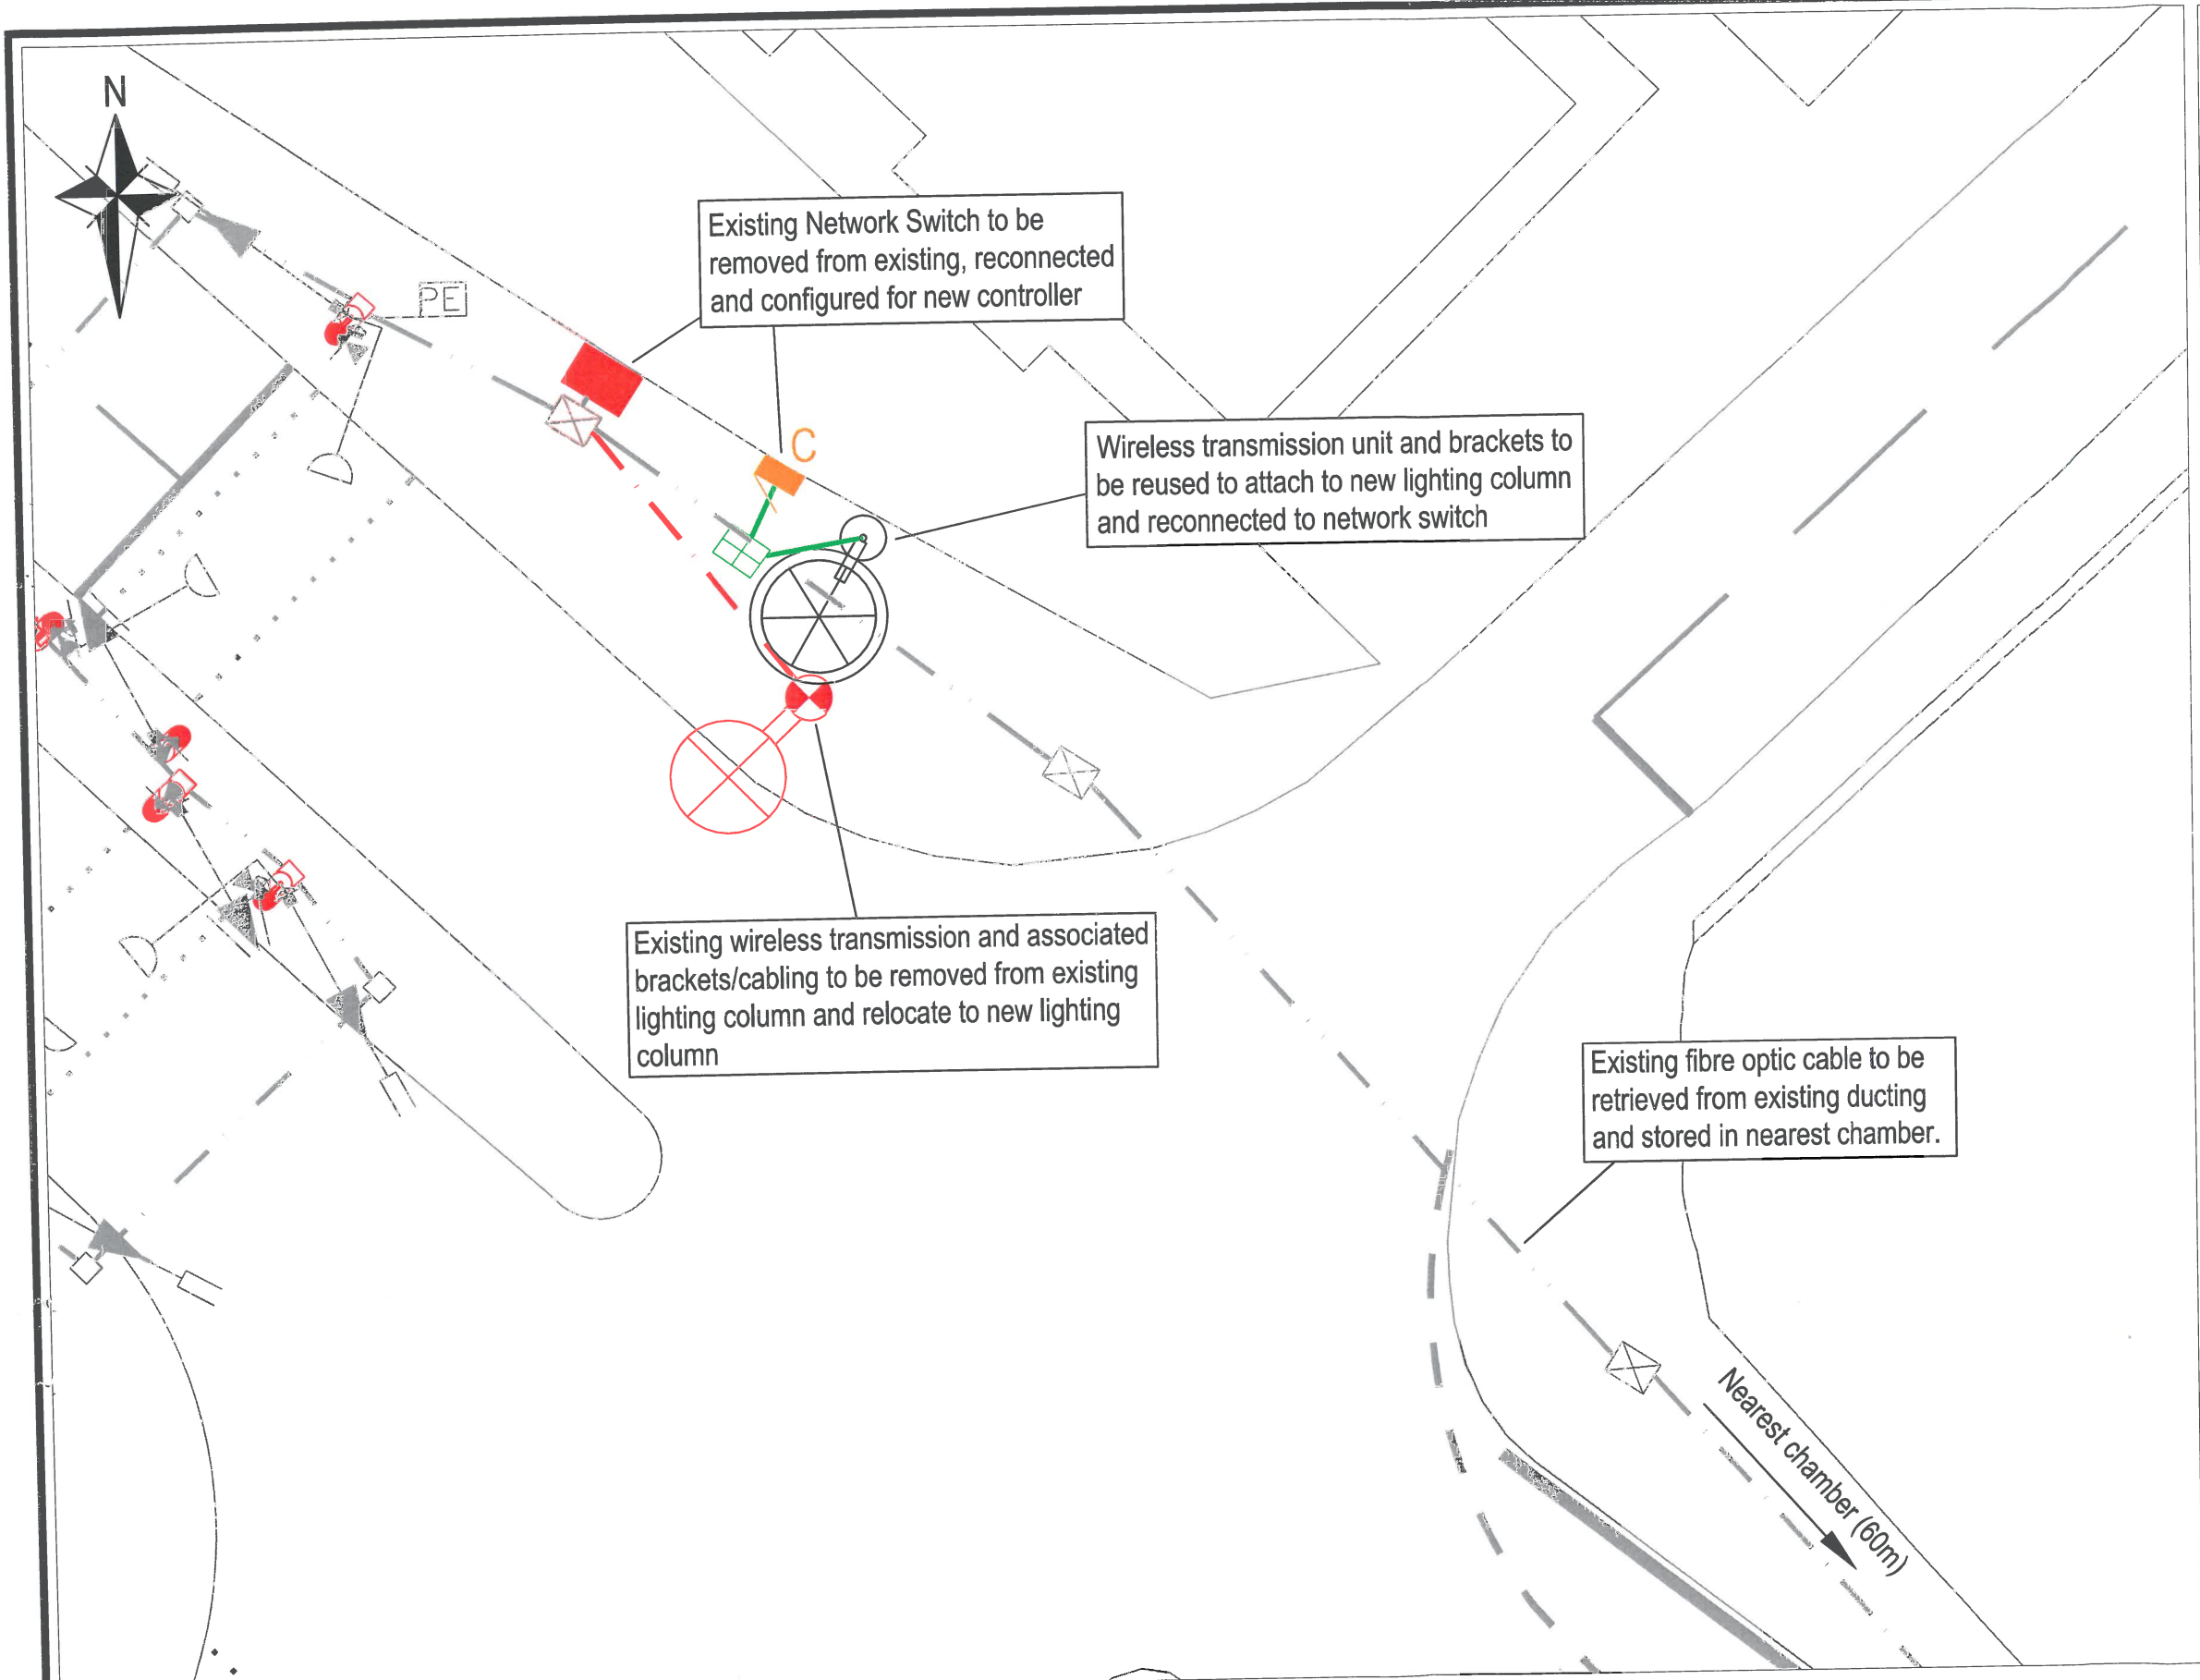 N
PE
Existing Network Switch to be
removed from existing, reconnected
and configured for new controller
C
Wireless transmission unit and brackets to
be reused to attach to new lighting column
and reconnected to network switch
Existing wireless transmission and associated
brackets/cabling to be removed from existing
lighting column and relocate to new lighting
column
Existing fibre optic cable to be
retrieved from existing ducting
and stored in nearest chamber.
Nearest chamber (60m)